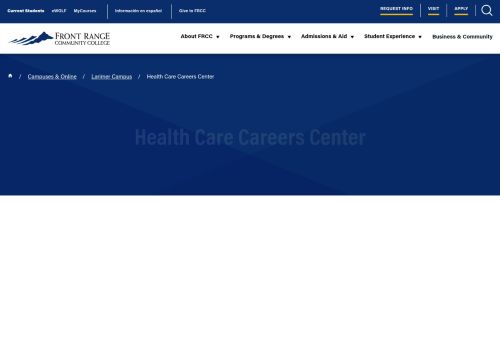 Current Students eWOLF MyCourses Información en español Give to FRCC REQUEST INFO VISIT APPLY
FRONT RANGE
COMMUNITY COLLEGE
About FRCC Programs & Degrees Admissions & Aid Student Experience Business & Community
/ Campuses & Online / Larimer Campus / Health Care Careers Center
Health Care Careers Center